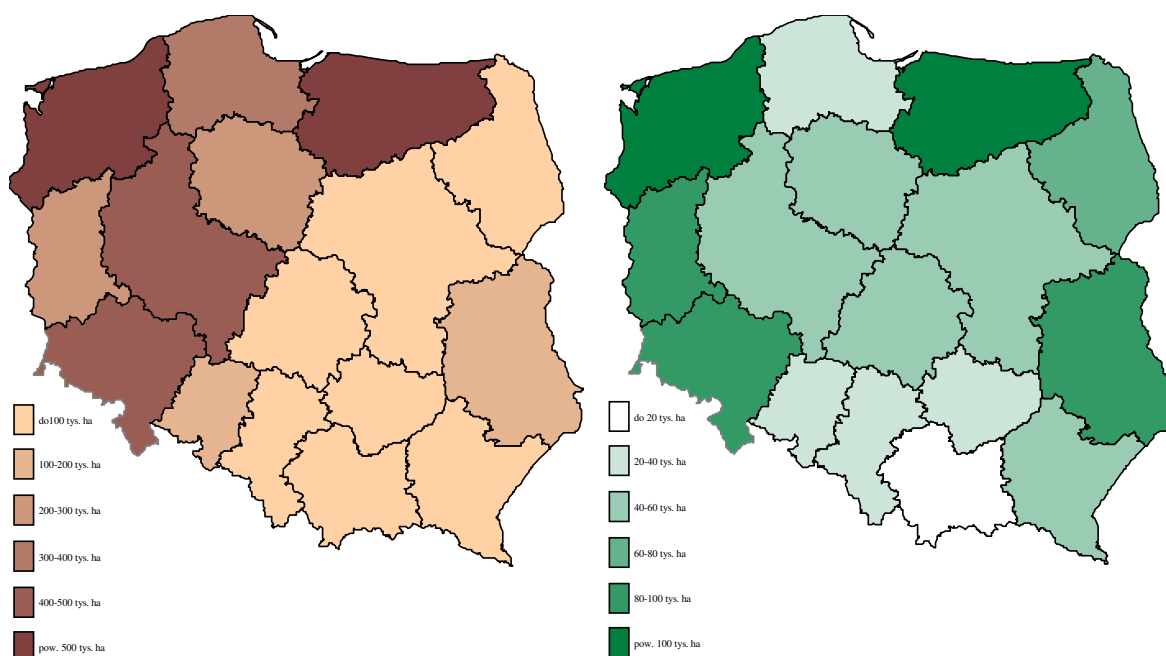 do100 tys. ha
100-200 tys. ha
200-300 tys. ha
300-400 tys. ha
400-500 tys. ha
pow. 500 tys. ha
do 20 tys. ha
20-40 tys. ha
40-60 tys. ha
60-80 tys. ha
80-100 tys. ha
pow. 100 tys. ha